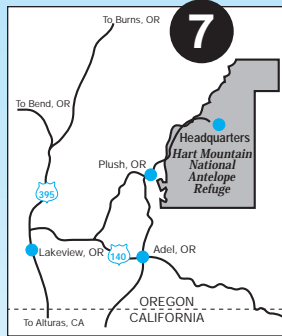 7
To Burns, OR
To Bend, OR
Headquarters
Hart Mountain
National
Antelope
Refuge
Plush, OR
395
Lakeview, OR
140
Adel, OR
To Alturas, CA
OREGON
CALIFORNIA